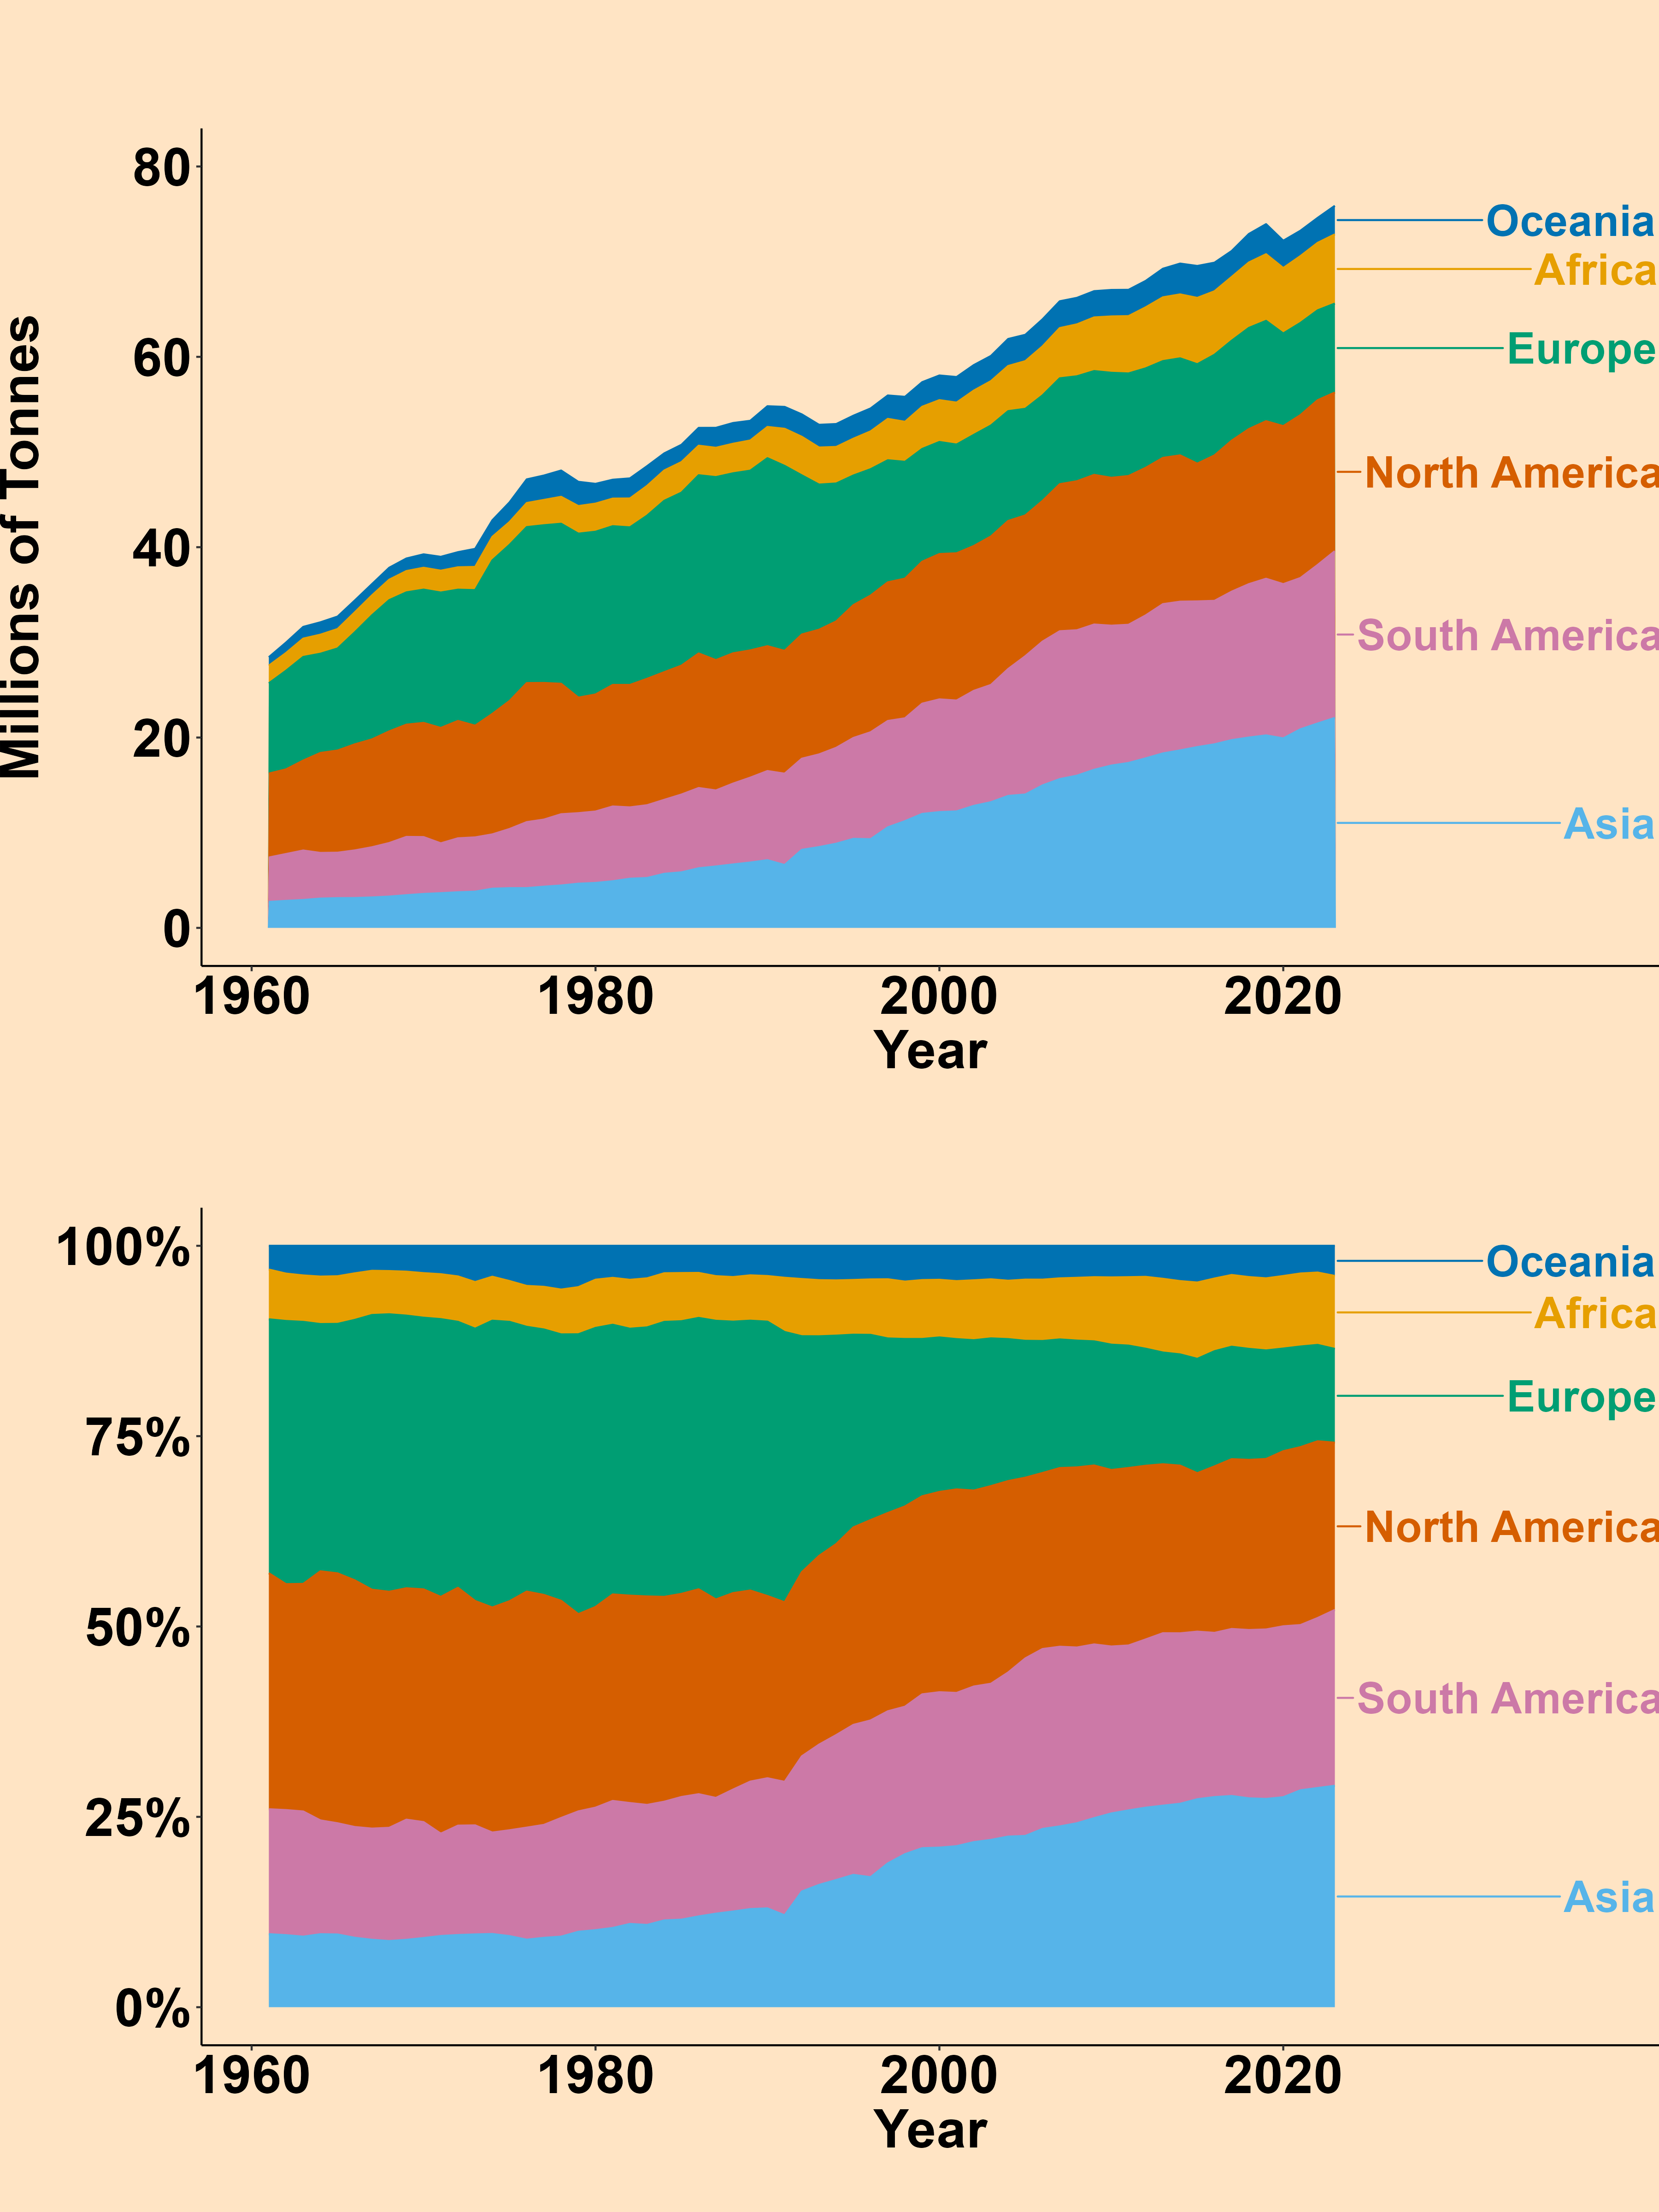 80
60
40
20
0
Millions of Tonnes
Oceania
Africa
Europe
North America
South America
Asia
1960 1980 2000 2020
Year
100%
75%
50%
25%
0%
Oceania
Africa
Europe
North America
South America
Asia
1960 1980 2000 2020
Year